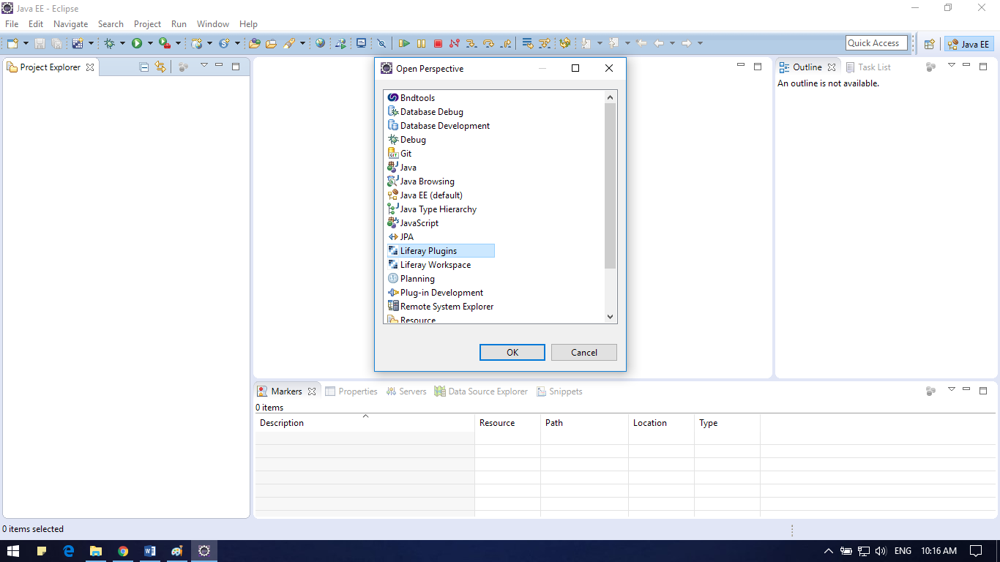 Java EE - Eclipse
File Edit Navigate Search Project Run Window Help
Quick Access
Java EE
Project Explorer
Open Perspective
Bndtools
Database Debug
Database Development
Debug
Git
Java
Java Browsing
Java EE (default)
Java Type Hierarchy
JavaScript
JPA
Liferay Plugins
Liferay Workspace
Planning
Plug-in Development
Remote System Explorer
Resource
OK Cancel
Outline Task List
An outline is not available.
Markers Properties Servers Data Source Explorer Snippets
0 items
Description Resource Path Location Type
0 items selected
ENG 10:16 AM